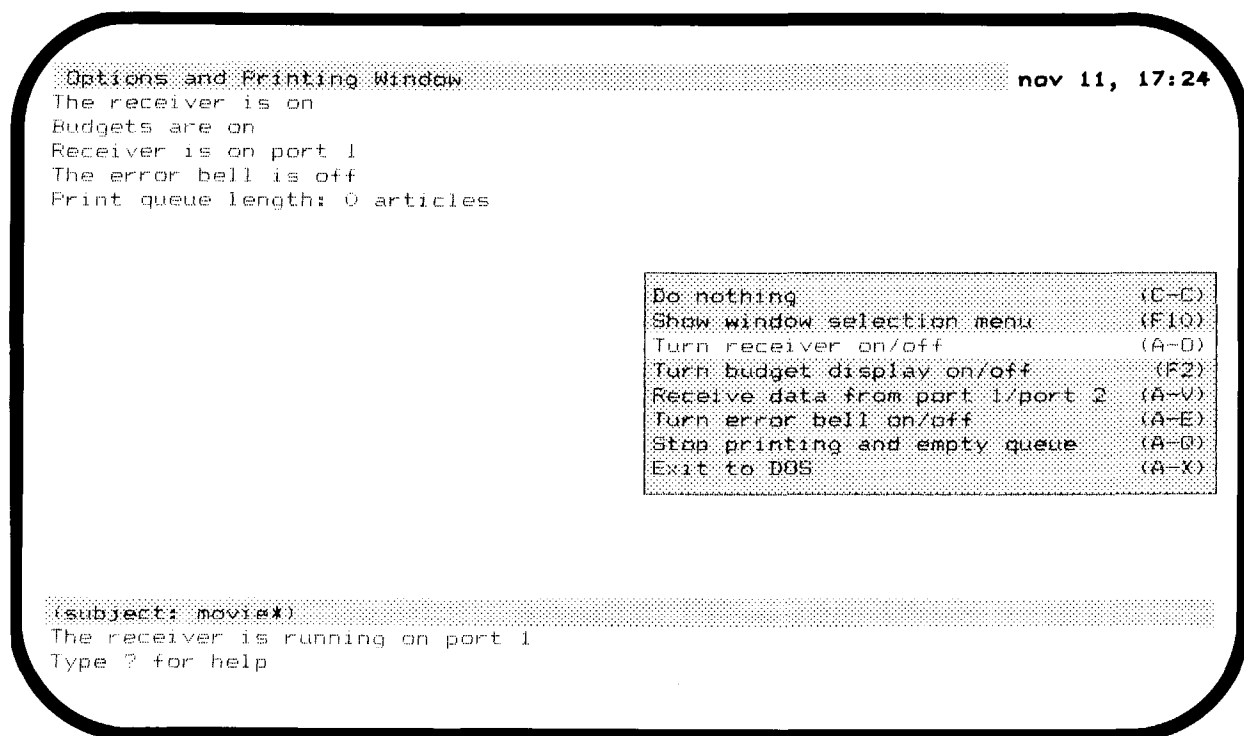 Options and Printing Window nov 11, 17:24
The receiver is on
Budgets are on
Receiver is on port 1
The error bell is off
Print queue length: 0 articles
Do nothing (C-C)
Show window selection menu (F10)
Turn receiver on/off (A-O)
Turn budget display on/off (F2)
Receive data from port 1/port 2 (A-V)
Turn error bell on/off (A-E)
Stop printing and empty queue (A-Q)
Exit to DOS (A-X)
(subject: movie*)
The receiver is running on port 1
Type ? for help